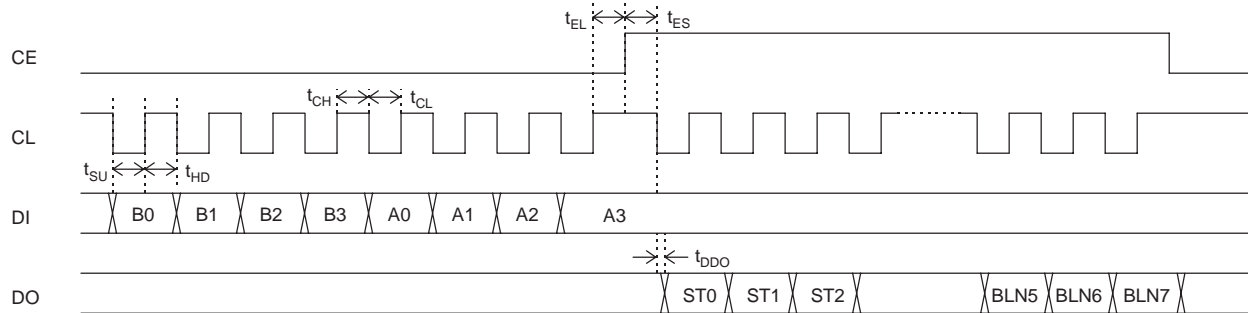 tEL tES
CE
tCH tCL
CL
tSU tHD
DI B0 B1 B2 B3 A0 A1 A2 A3
tDDO
DO ST0 ST1 ST2 BLN5 BLN6 BLN7